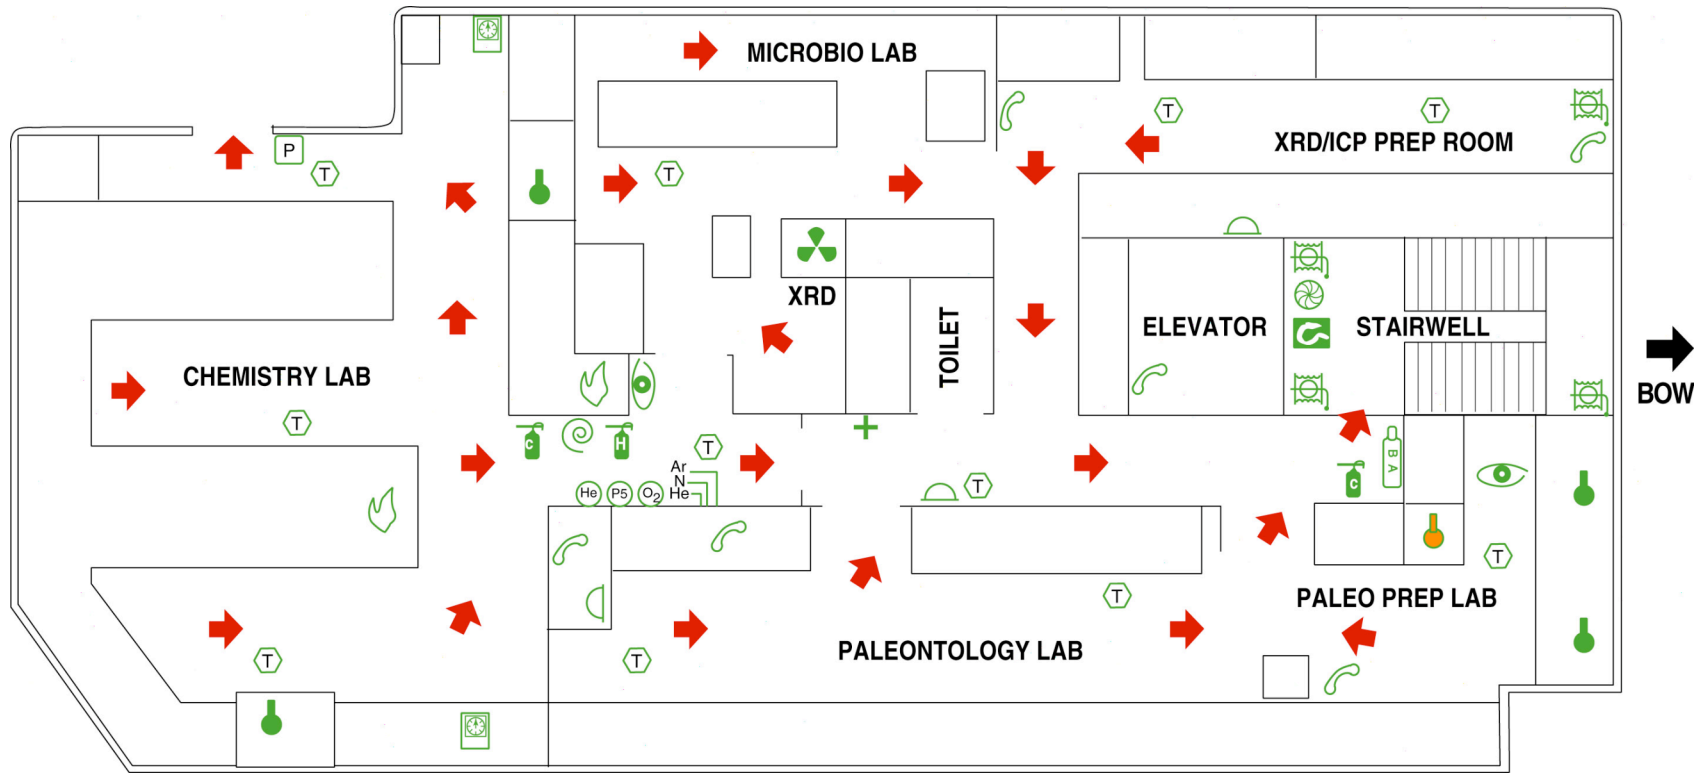 MICROBIO LAB
T
T
XRD/ICP PREP ROOM
P
T
T
XRD
TOILET
ELEVATOR
STAIRWELL
BOW
CHEMISTRY LAB
T
C
H
T
Ar
N
He
He
P5
O2
T
C
B A
T
T
PALEO PREP LAB
PALEONTOLOGY LAB
T
T